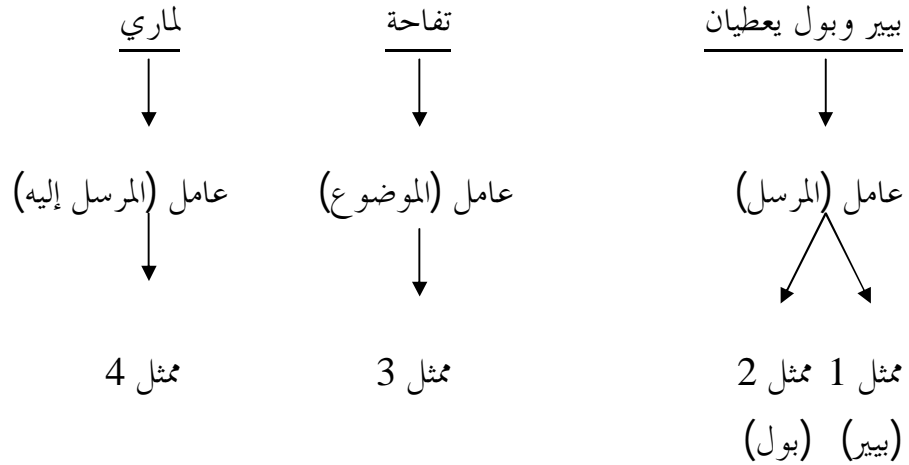 بيير وبول يعطيان تفاحة لماري
عامل (المرسل) عامل (الموضوع) عامل (المرسل إليه)
ممثل 1 ممثل 2 ممثل 3 ممثل 4
(بيير) (بول)